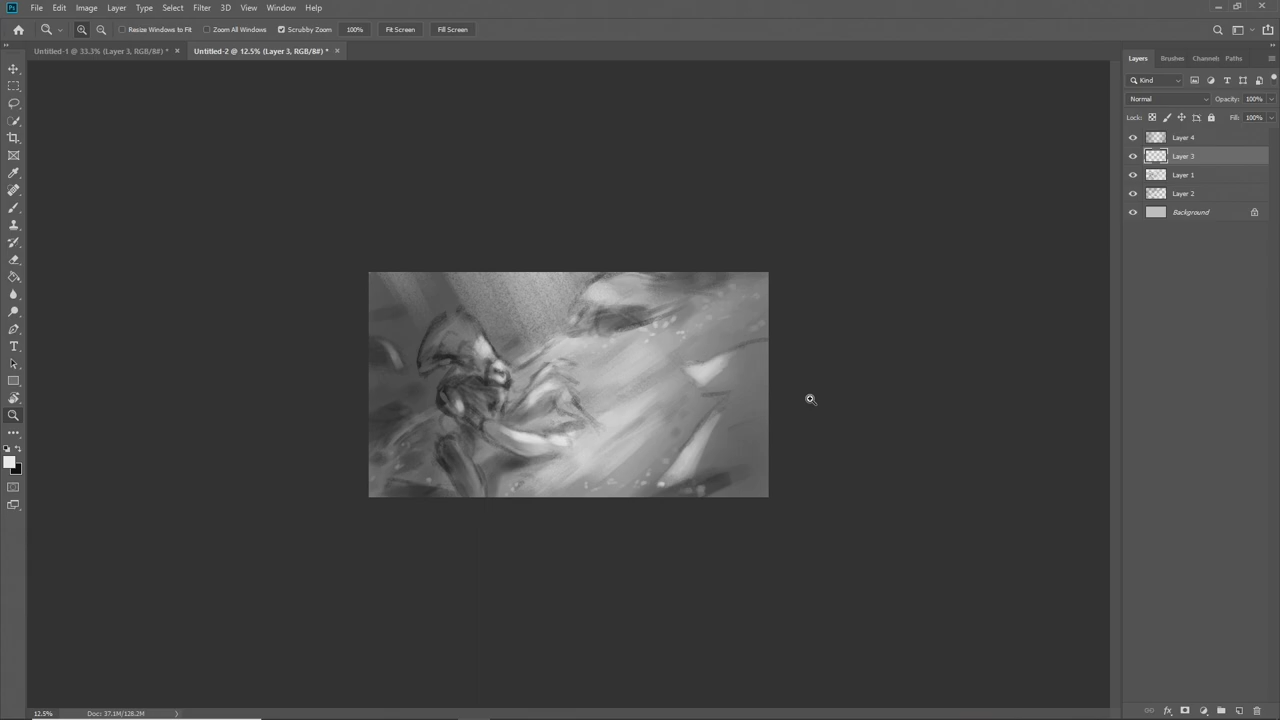 Ps File Edit Image Layer Type Select Filter 3D View Window Help
Resize Windows to Fit Zoom All Windows Scrubby Zoom 100% Fit Screen Fill Screen
Untitled-1 @ 33.3% (Layer 3, RGB/8#) * × Untitled-2 @ 12.5% (Layer 3, RGB/8#) * ×
Layers Brushes Channels Paths
Kind
Normal Opacity: 100%
Lock: Fill: 100%
Layer 4
Layer 3
Layer 1
Layer 2
Background
T
fx
12.5% Doc: 37.1M/128.2M